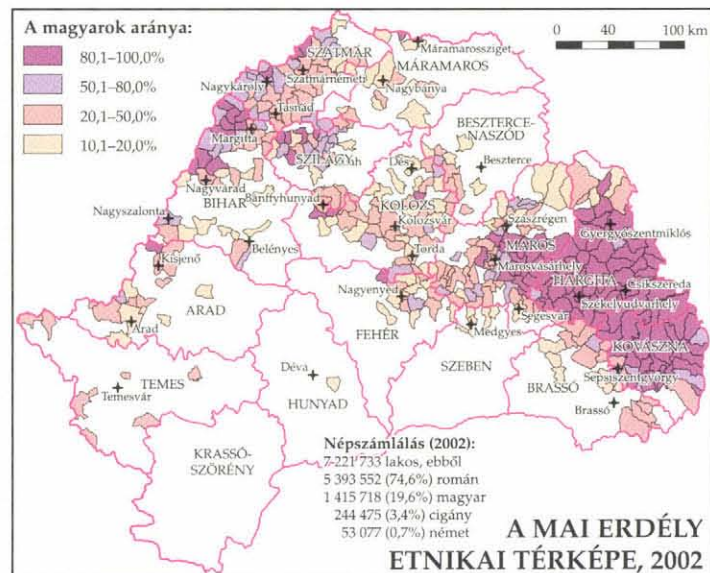 A magyarok aránya:
80,1–100,0%
50,1–80,0%
20,1–50,0%
10,1–20,0%
0 40 100 km
SZATMÁR
Máramarossziget
MÁRAMAROS
Nagykároly
Szatmárnémeti
Nagybánya
Tasnád
Margitta
BESZTERCE-
NASZÓD
SZILÁGY
Dés
Beszterce
Nagyvárad
BIHAR
Bánffyhunyad
KOLOZS
Kolozsvár
Szászrégen
Gyergyószentmiklós
Nagyszalonta
Belényes
Torda
MAROS
Marosvásárhely
HARGITA
Csíkszereda
Székelyudvarhely
Kisjenő
Nagyenyed
ARAD
FEHÉR
Segesvár
Medgyes
Arad
SZEBEN
KOVÁSZNA
BRASSÓ
Sepsiszentgyörgy
TEMES
Déva
Temesvár
HUNYAD
Brassó
KRASSÓ-
SZÖRÉNY
Népszámlálás (2002):
7 221 733 lakos, ebből
5 393 552 (74,6%) román
1 415 718 (19,6%) magyar
244 475 (3,4%) cigány
53 077 (0,7%) német
A MAI ERDÉLY
ETNIKAI TÉRKÉPE, 2002